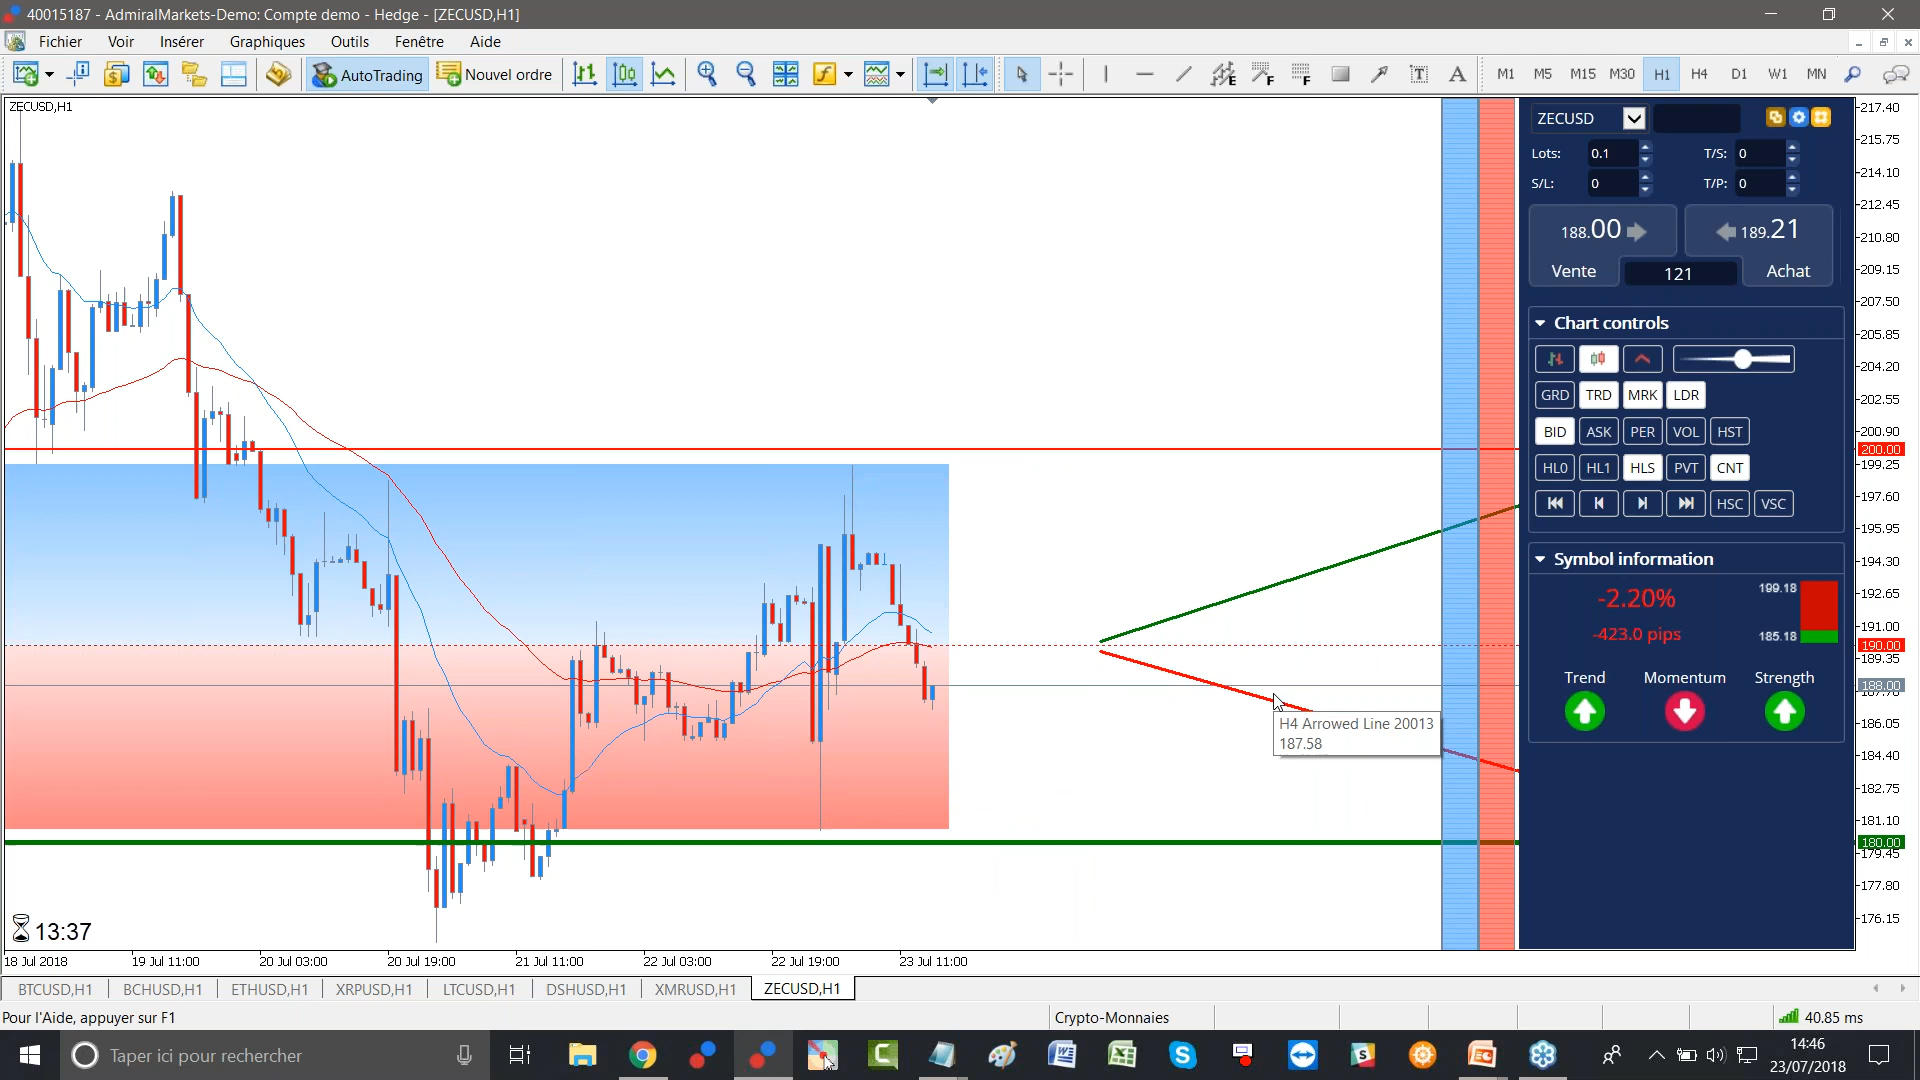 40015187 - AdmiralMarkets-Demo: Compte demo - Hedge - [ZECUSD,H1]
Fichier Voir Insérer Graphiques Outils Fenêtre Aide
AutoTrading Nouvel ordre M1 M5 M15 M30 H1 H4 D1 W1 MN
ZECUSD,H1
217.40
215.75
214.10
212.45
210.80
209.15
207.50
205.85
204.20
202.55
200.90
200.00
199.25
197.60
195.95
194.30
192.65
191.00
190.00
189.35
188.00
186.05
184.40
182.75
181.10
180.00
179.45
177.80
176.15
ZECUSD
Lots: 0.1 T/S: 0
S/L: 0 T/P: 0
188.00 189.21
Vente 121 Achat
Chart controls
GRD TRD MRK LDR
BID ASK PER VOL HST
HL0 HL1 HLS PVT CNT
HSC VSC
Symbol information
-2.20% 199.18
-423.0 pips 185.18
Trend Momentum Strength
H4 Arrowed Line 20013
187.58
13:37
18 Jul 2018 19 Jul 11:00 20 Jul 03:00 20 Jul 19:00 21 Jul 11:00 22 Jul 03:00 22 Jul 19:00 23 Jul 11:00
BTCUSD,H1 BCHUSD,H1 ETHUSD,H1 XRPUSD,H1 LTCUSD,H1 DSHUSD,H1 XMRUSD,H1 ZECUSD,H1
Pour l'Aide, appuyer sur F1 Crypto-Monnaies 40.85 ms
Taper ici pour rechercher
14:46
23/07/2018